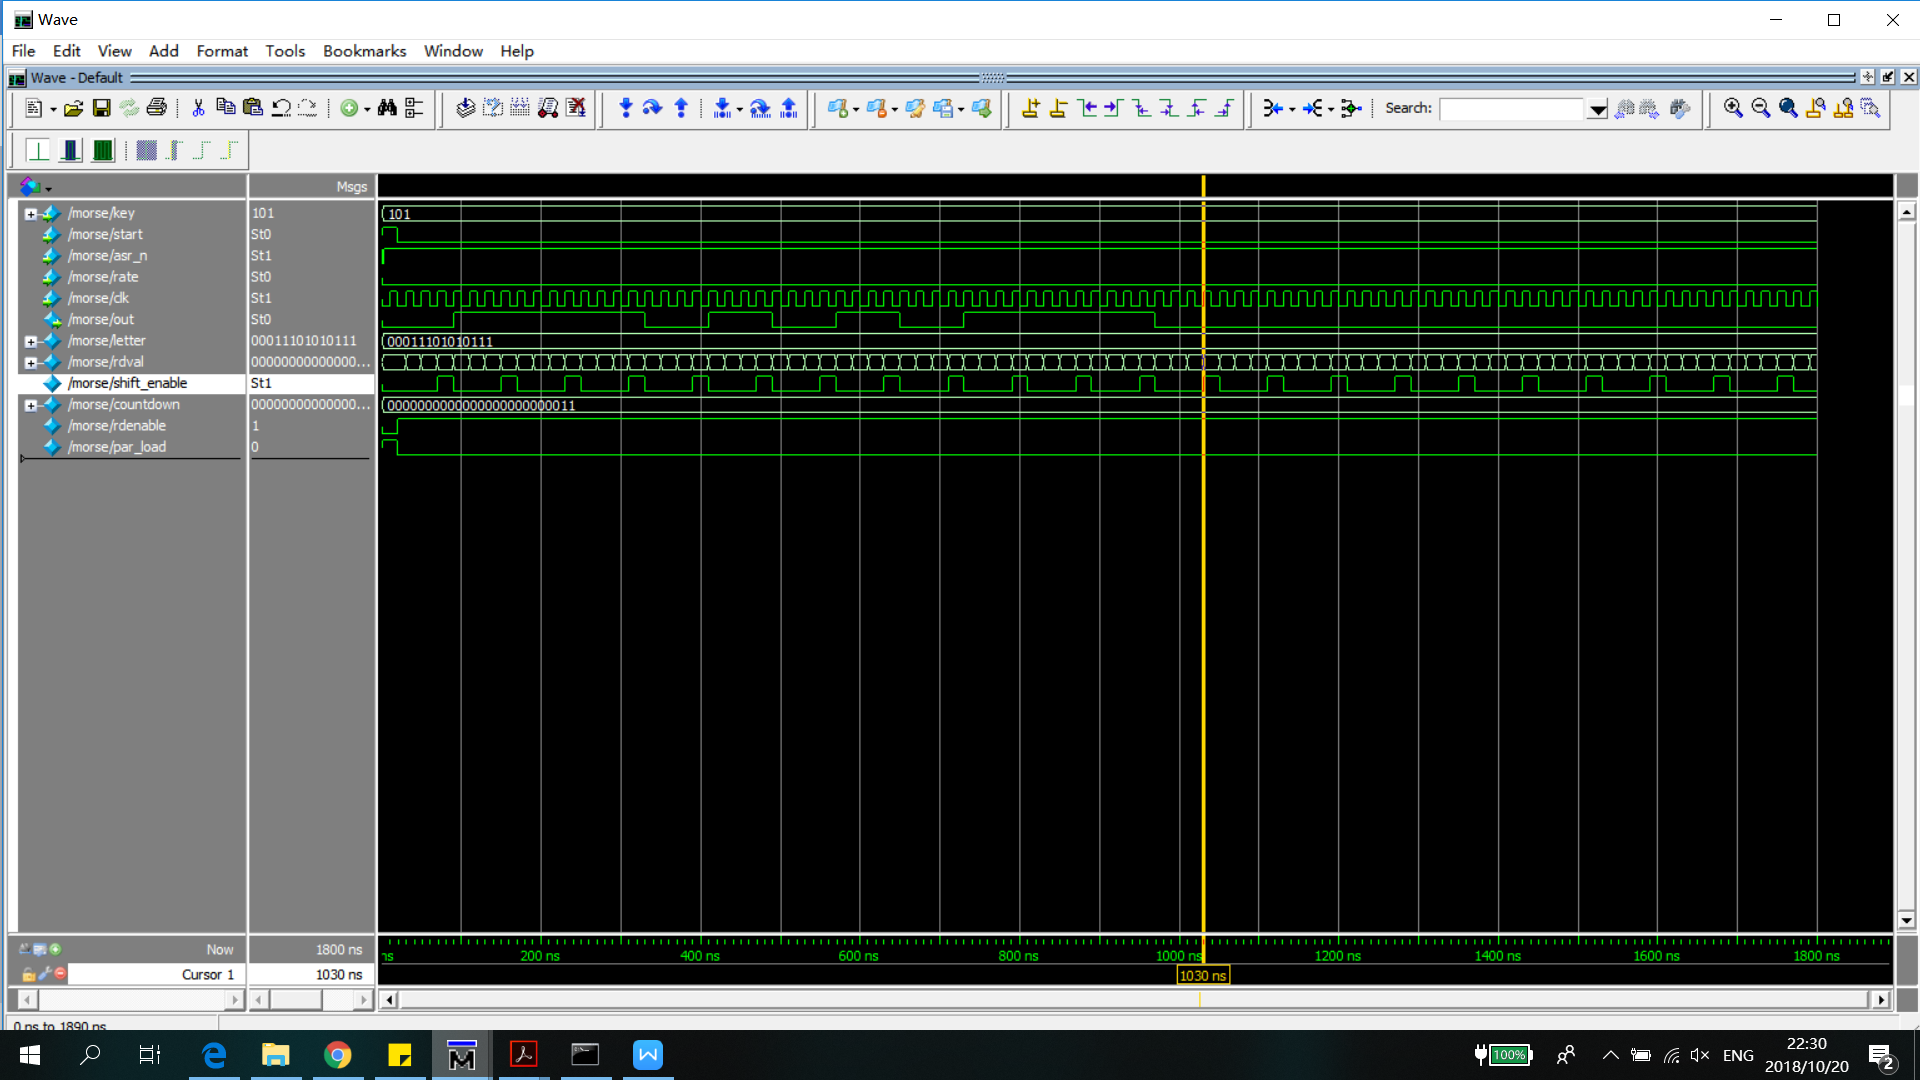 Wave
File Edit View Add Format Tools Bookmarks Window Help
Wave - Default
Search:
Msgs
/morse/key 101 101
/morse/start St0
/morse/asr_n St1
/morse/rate St0
/morse/clk St1
/morse/out St0
/morse/letter 00011101010111 00011101010111
/morse/rdval 00000000000000...
/morse/shift_enable St1
/morse/countdown 00000000000000... 0000000000000000000000011
/morse/rdenable 1
/morse/par_load 0
Now 1800 ns ns 200 ns 400 ns 600 ns 800 ns 1000 ns 1200 ns 1400 ns 1600 ns 1800 ns
Cursor 1 1030 ns 1030 ns
0 ns to 1890 ns
100% ENG 22:30
2018/10/20 2